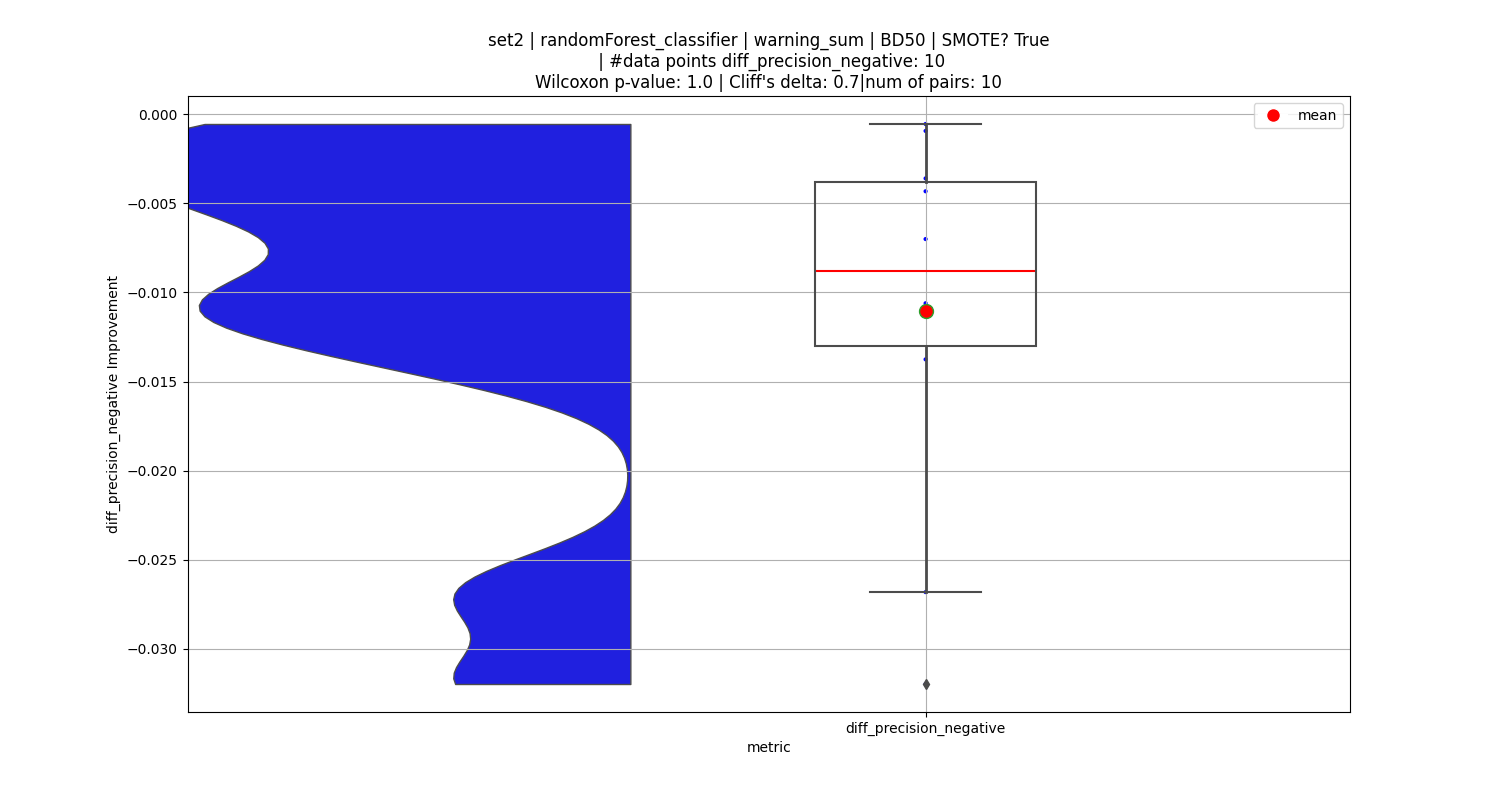 set2 | randomForest_classifier | warning_sum | BD50 | SMOTE? True
| #data points diff_precision_negative: 10
Wilcoxon p-value: 1.0 | Cliff's delta: 0.7|num of pairs: 10
mean
diff_precision_negative Improvement
0.000
−0.005
−0.010
−0.015
−0.020
−0.025
−0.030
diff_precision_negative
metric